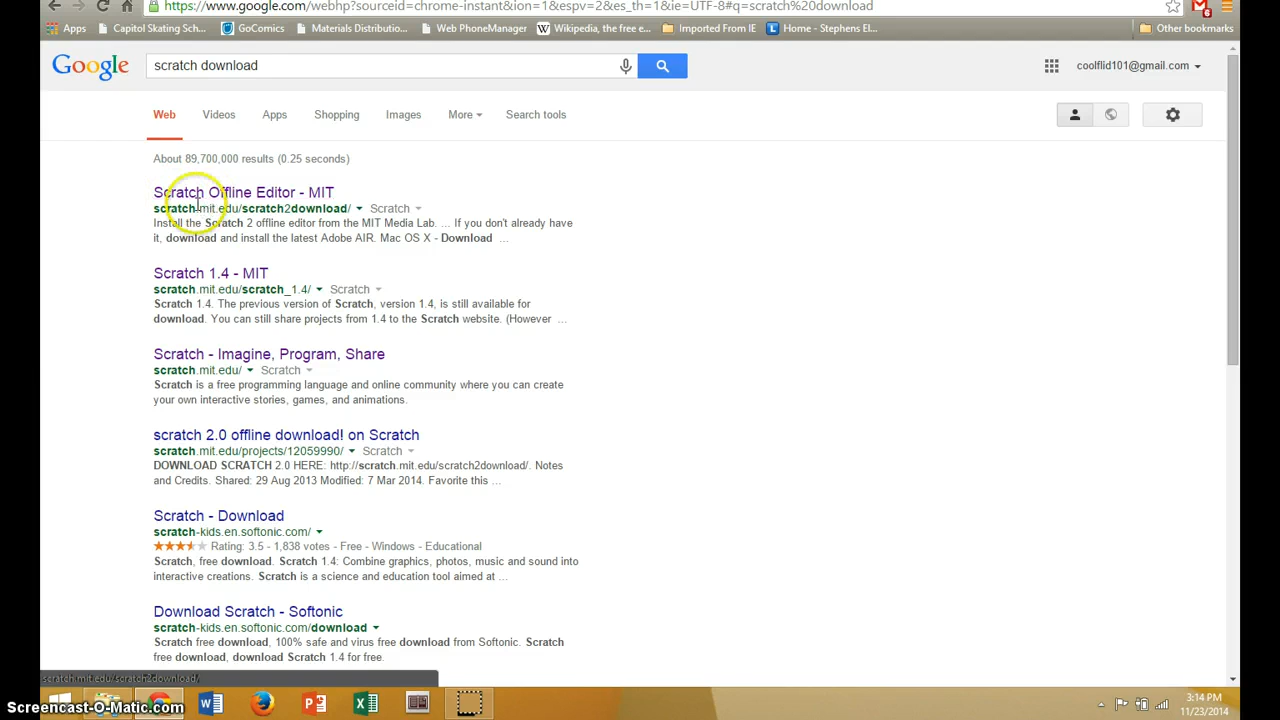 https://www.google.com/webhp?sourceid=chrome-instant&ion=1&espv=2&es_th=1&ie=UTF-8#q=scratch%20download
6
Apps Capitol Skating Sch... GoComics Materials Distributio... Web PhoneManager Wikipedia, the free e... Imported From IE Home - Stephens El... Other bookmarks
Google scratch download coolflid101@gmail.com
Web Videos Apps Shopping Images More Search tools
About 89,700,000 results (0.25 seconds)
Scratch Offline Editor - MIT
scratch.mit.edu/scratch2download/ Scratch
Install the Scratch 2 offline editor from the MIT Media Lab. ... If you don't already have
it, download and install the latest Adobe AIR. Mac OS X - Download ...
Scratch 1.4 - MIT
scratch.mit.edu/scratch_1.4/ Scratch
Scratch 1.4. The previous version of Scratch, version 1.4, is still available for
download. You can still share projects from 1.4 to the Scratch website. (However ...
Scratch - Imagine, Program, Share
scratch.mit.edu/ Scratch
Scratch is a free programming language and online community where you can create
your own interactive stories, games, and animations.
scratch 2.0 offline download! on Scratch
scratch.mit.edu/projects/12059990/ Scratch
DOWNLOAD SCRATCH 2.0 HERE: http://scratch.mit.edu/scratch2download/. Notes
and Credits. Shared: 29 Aug 2013 Modified: 7 Mar 2014. Favorite this ...
Scratch - Download
scratch-kids.en.softonic.com/
Rating: 3.5 - 1,838 votes - Free - Windows - Educational
Scratch, free download. Scratch 1.4: Combine graphics, photos, music and sound into
interactive creations. Scratch is a science and education tool aimed at ...
Download Scratch - Softonic
scratch-kids.en.softonic.com/download
Scratch free download, 100% safe and virus free download from Softonic. Scratch
free download, download Scratch 1.4 for free.
scratch.mit.edu/scratch2download/
3:14 PM
11/23/2014
Screencast-O-Matic.com